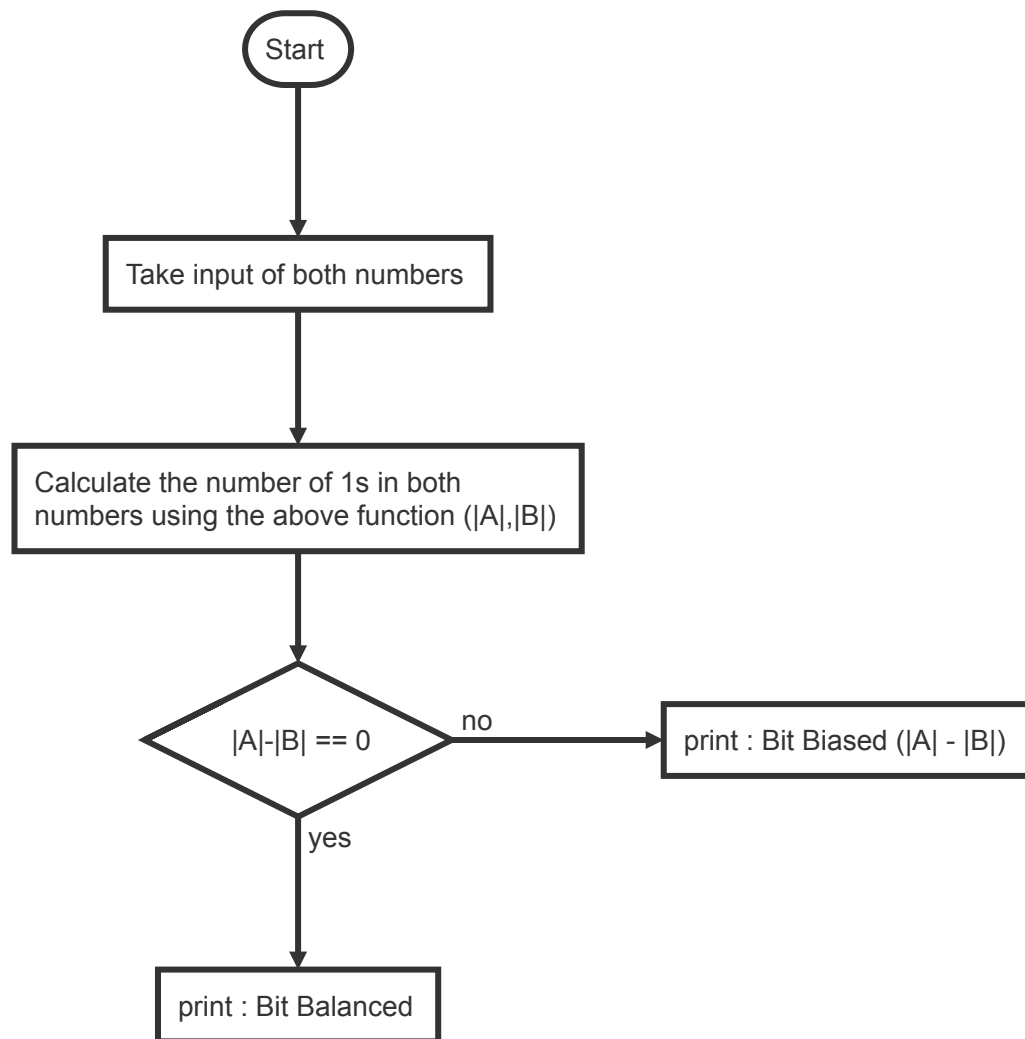 Start
Take input of both numbers
Calculate the number of 1s in both
numbers using the above function (|A|,|B|)
|A|-|B| == 0
no
print : Bit Biased (|A| - |B|)
yes
print : Bit Balanced